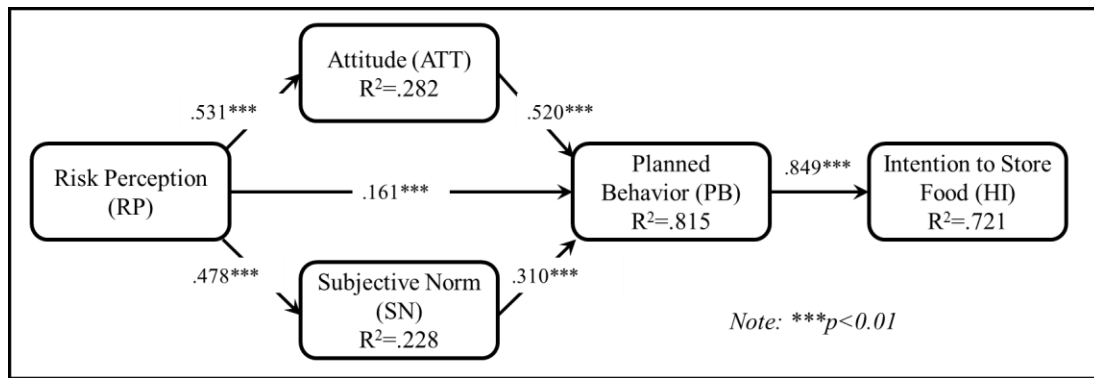 Attitude (ATT)
R²=.282
.531***
.520***
Risk Perception
(RP)
.161***
Planned
Behavior (PB)
R²=.815
.849***
Intention to Store
Food (HI)
R²=.721
.478***
.310***
Subjective Norm
(SN)
R²=.228
Note: ***p<0.01